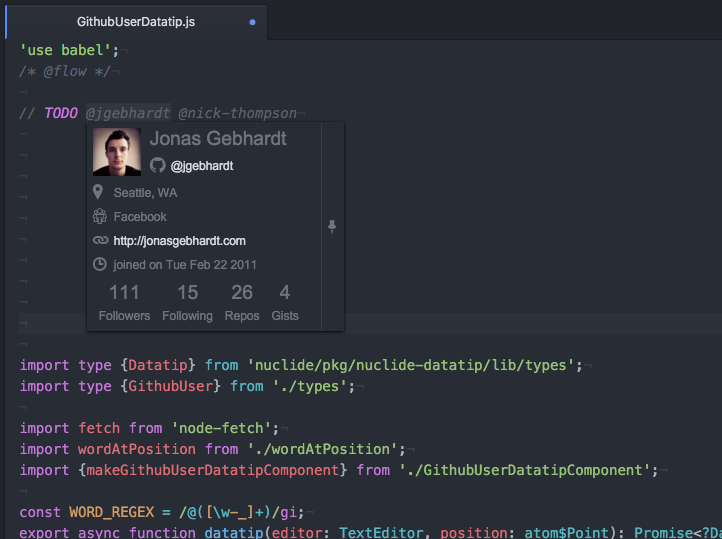 GithubUserDatatip.js
'use babel';
/* @flow */
// TODO @jgebhardt @nick-thompson
Jonas Gebhardt
@jgebhardt
Seattle, WA
Facebook
http://jonasgebhardt.com
joined on Tue Feb 22 2011
111 15 26 4
Followers Following Repos Gists
import type {Datatip} from 'nuclide/pkg/nuclide-datatip/lib/types';
import type {GithubUser} from './types';
import fetch from 'node-fetch';
import wordAtPosition from './wordAtPosition';
import {makeGithubUserDatatipComponent} from './GithubUserDatatipComponent';
const WORD_REGEX = /@([\w-_]+)/gi;
export async function datatip(editor: TextEditor, position: atom$Point): Promise<?Da